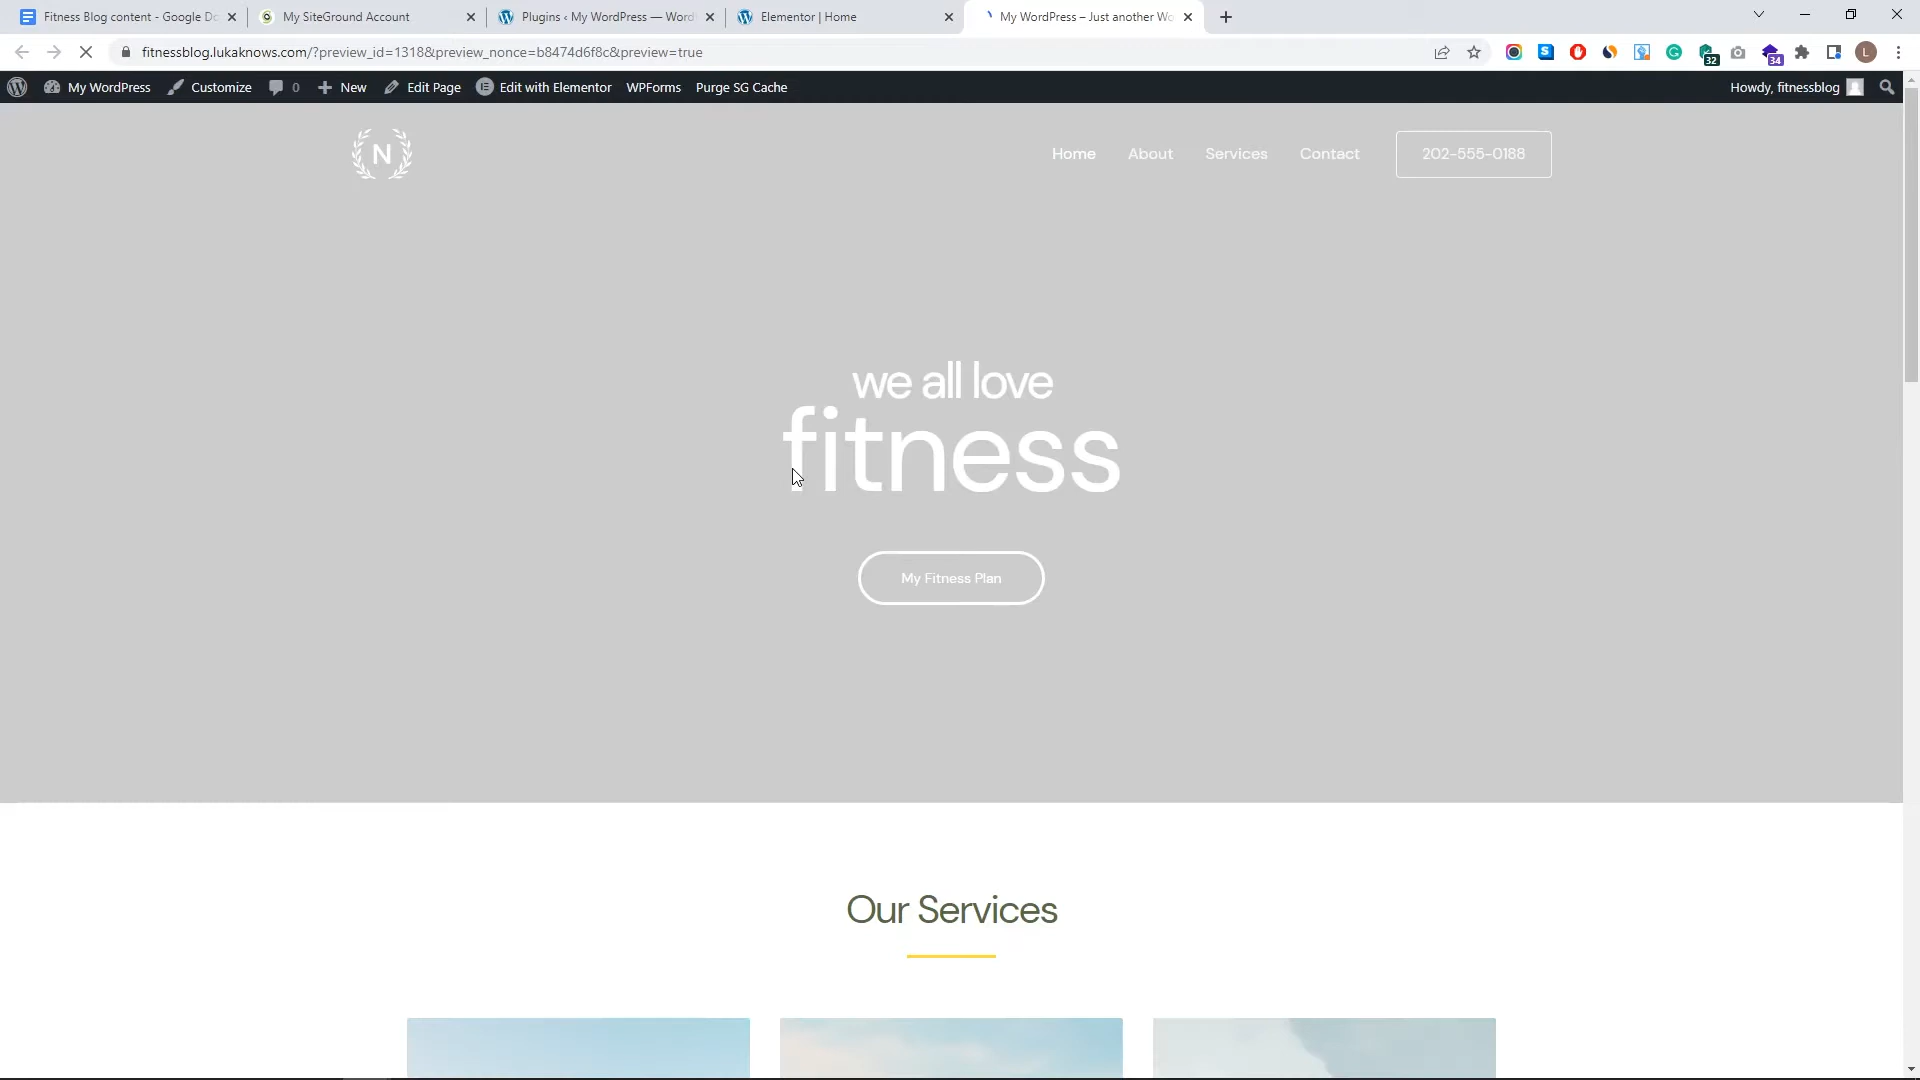 Fitness Blog content - Google Do
My SiteGround Account
Plugins ‹ My WordPress — Word
Elementor | Home
My WordPress – Just another Wo
fitnessblog.lukaknows.com/?preview_id=1318&preview_nonce=b8474d6f8c&preview=true
32
34
L
My WordPress
Customize
0
New
Edit Page
Edit with Elementor
WPForms
Purge SG Cache
Howdy, fitnessblog
N
Home
About
Services
Contact
202-555-0188
we all love
fitness
My Fitness Plan
Our Services